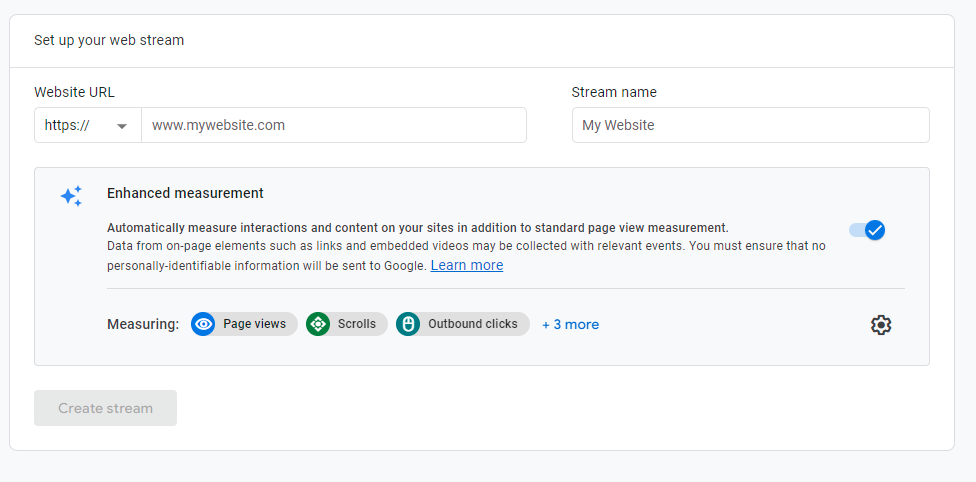 Set up your web stream
Website URL
Stream name
https://
www.mywebsite.com
My Website
Enhanced measurement
Automatically measure interactions and content on your sites in addition to standard page view measurement.
Data from on-page elements such as links and embedded videos may be collected with relevant events. You must ensure that no
personally-identifiable information will be sent to Google. Learn more
Measuring: Page views Scrolls Outbound clicks + 3 more
Create stream